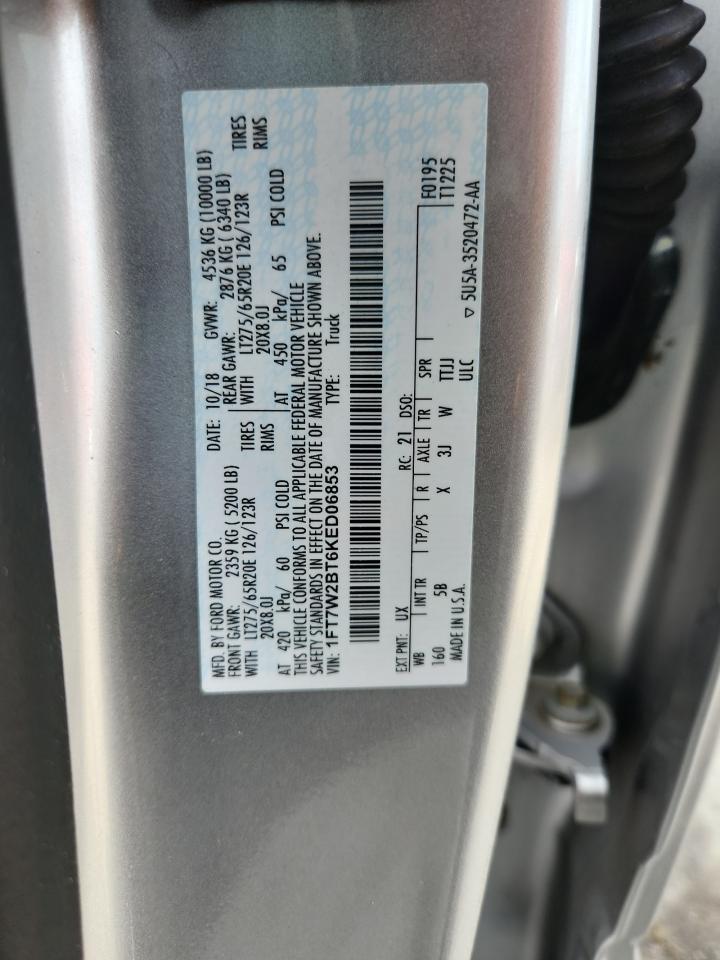 MFD. BY FORD MOTOR CO. DATE: 10/18 GVWR: 4536 KG (10000 LB)
FRONT GAWR: 2359 KG ( 5200 LB) REAR GAWR: 2876 KG ( 6340 LB)
WITH LT275/65R20E 126/123R TIRES WITH LT275/65R20E 126/123R TIRES
20X8.0J RIMS 20X8.0J RIMS
AT 420 kPa/ 60 PSI COLD AT 450 kPa/ 65 PSI COLD
THIS VEHICLE CONFORMS TO ALL APPLICABLE FEDERAL MOTOR VEHICLE
SAFETY STANDARDS IN EFFECT ON THE DATE OF MANUFACTURE SHOWN ABOVE.
VIN: 1FT7W2BT6KED06853 TYPE: Truck
EXT PNT: UX RC: 21 DSO:
WB INT TR TP/PS R AXLE TR SPR F0195
160 5B X 3J W TTJJ T1225
MADE IN U.S.A. ULC ▽ 5U5A-3520472-AA